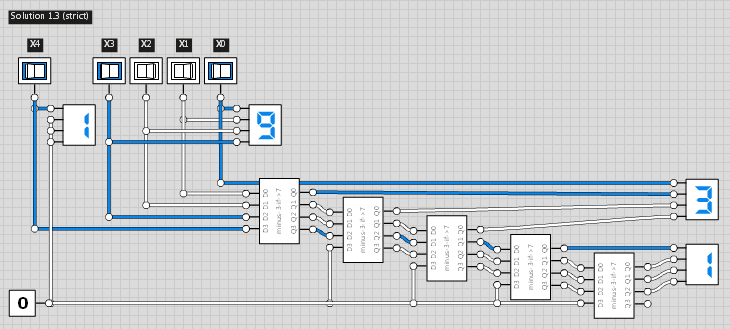 Solution 1.3 (strict)
X4 X3 X2 X1 X0
1
9
D3 D2 D1 D0
minus-3-if->7
Q3 Q2 Q1 Q0
D3 D2 D1 D0
minus-3-if->7
Q3 Q2 Q1 Q0
D3 D2 D1 D0
minus-3-if->7
Q3 Q2 Q1 Q0
D3 D2 D1 D0
minus-3-if->7
Q3 Q2 Q1 Q0
D3 D2 D1 D0
minus-3-if->7
Q3 Q2 Q1 Q0
3
1
0